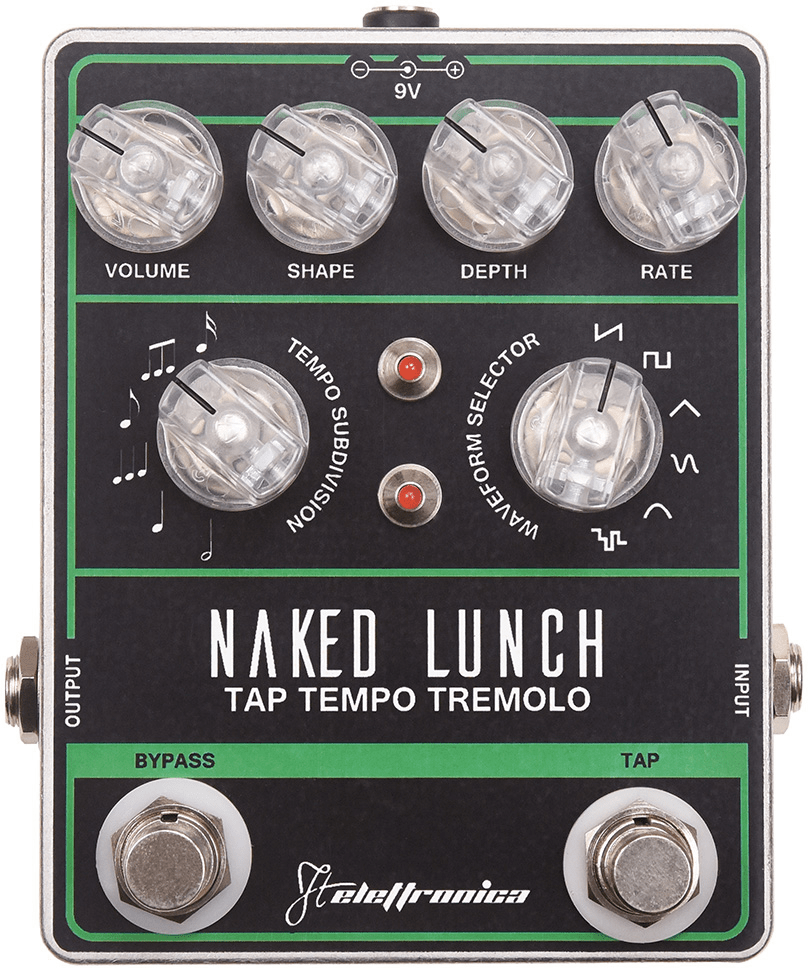 9V
VOLUME SHAPE DEPTH RATE
TEMPO SUBDIVISION
WAVEFORM SELECTOR
NAKED LUNCH
TAP TEMPO TREMOLO
OUTPUT
INPUT
BYPASS TAP
Jt elettronica